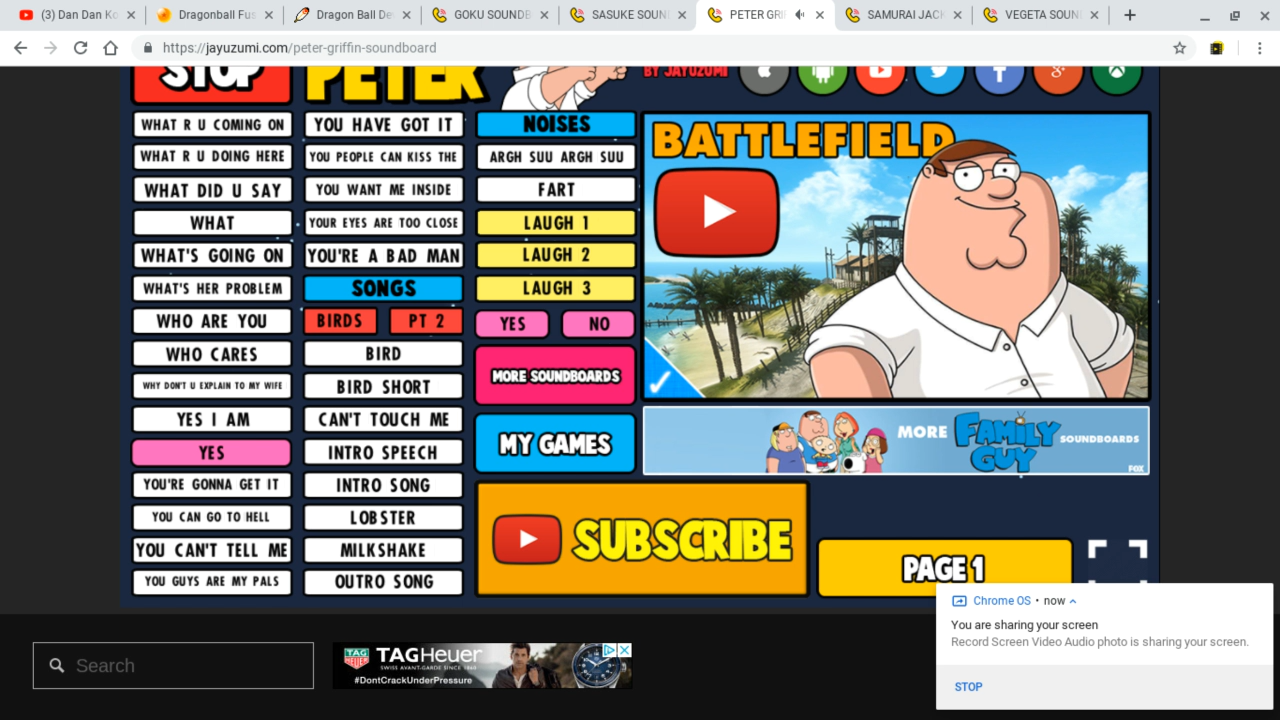 (3) Dan Dan Ko
Dragonball Fus
Dragon Ball De
GOKU SOUNDB
SASUKE SOUN
PETER GRI
SAMURAI JACK
VEGETA SOUN
https://jayuzumi.com/peter-griffin-soundboard
STOP
PETER
BY JAYUZUMI
WHAT R U COMING ON
WHAT R U DOING HERE
WHAT DID U SAY
WHAT
WHAT'S GOING ON
WHAT'S HER PROBLEM
WHO ARE YOU
WHO CARES
WHY DON'T U EXPLAIN TO MY WIFE
YES I AM
YES
YOU'RE GONNA GET IT
YOU CAN GO TO HELL
YOU CAN'T TELL ME
YOU GUYS ARE MY PALS
YOU HAVE GOT IT
YOU PEOPLE CAN KISS THE
YOU WANT ME INSIDE
YOUR EYES ARE TOO CLOSE
YOU'RE A BAD MAN
SONGS
BIRDS
PT 2
BIRD
BIRD SHORT
CAN'T TOUCH ME
INTRO SPEECH
INTRO SONG
LOBSTER
MILKSHAKE
OUTRO SONG
NOISES
ARGH SUU ARGH SUU
FART
LAUGH 1
LAUGH 2
LAUGH 3
YES
NO
MORE SOUNDBOARDS
MY GAMES
BATTLEFIELD
MORE FAMILY GUY SOUNDBOARDS
FOX
SUBSCRIBE
PAGE 1
Chrome OS • now
You are sharing your screen
Record Screen Video Audio photo is sharing your screen.
STOP
Search
TAGHeuer
SWISS AVANT-GARDE SINCE 1860
#DontCrackUnderPressure